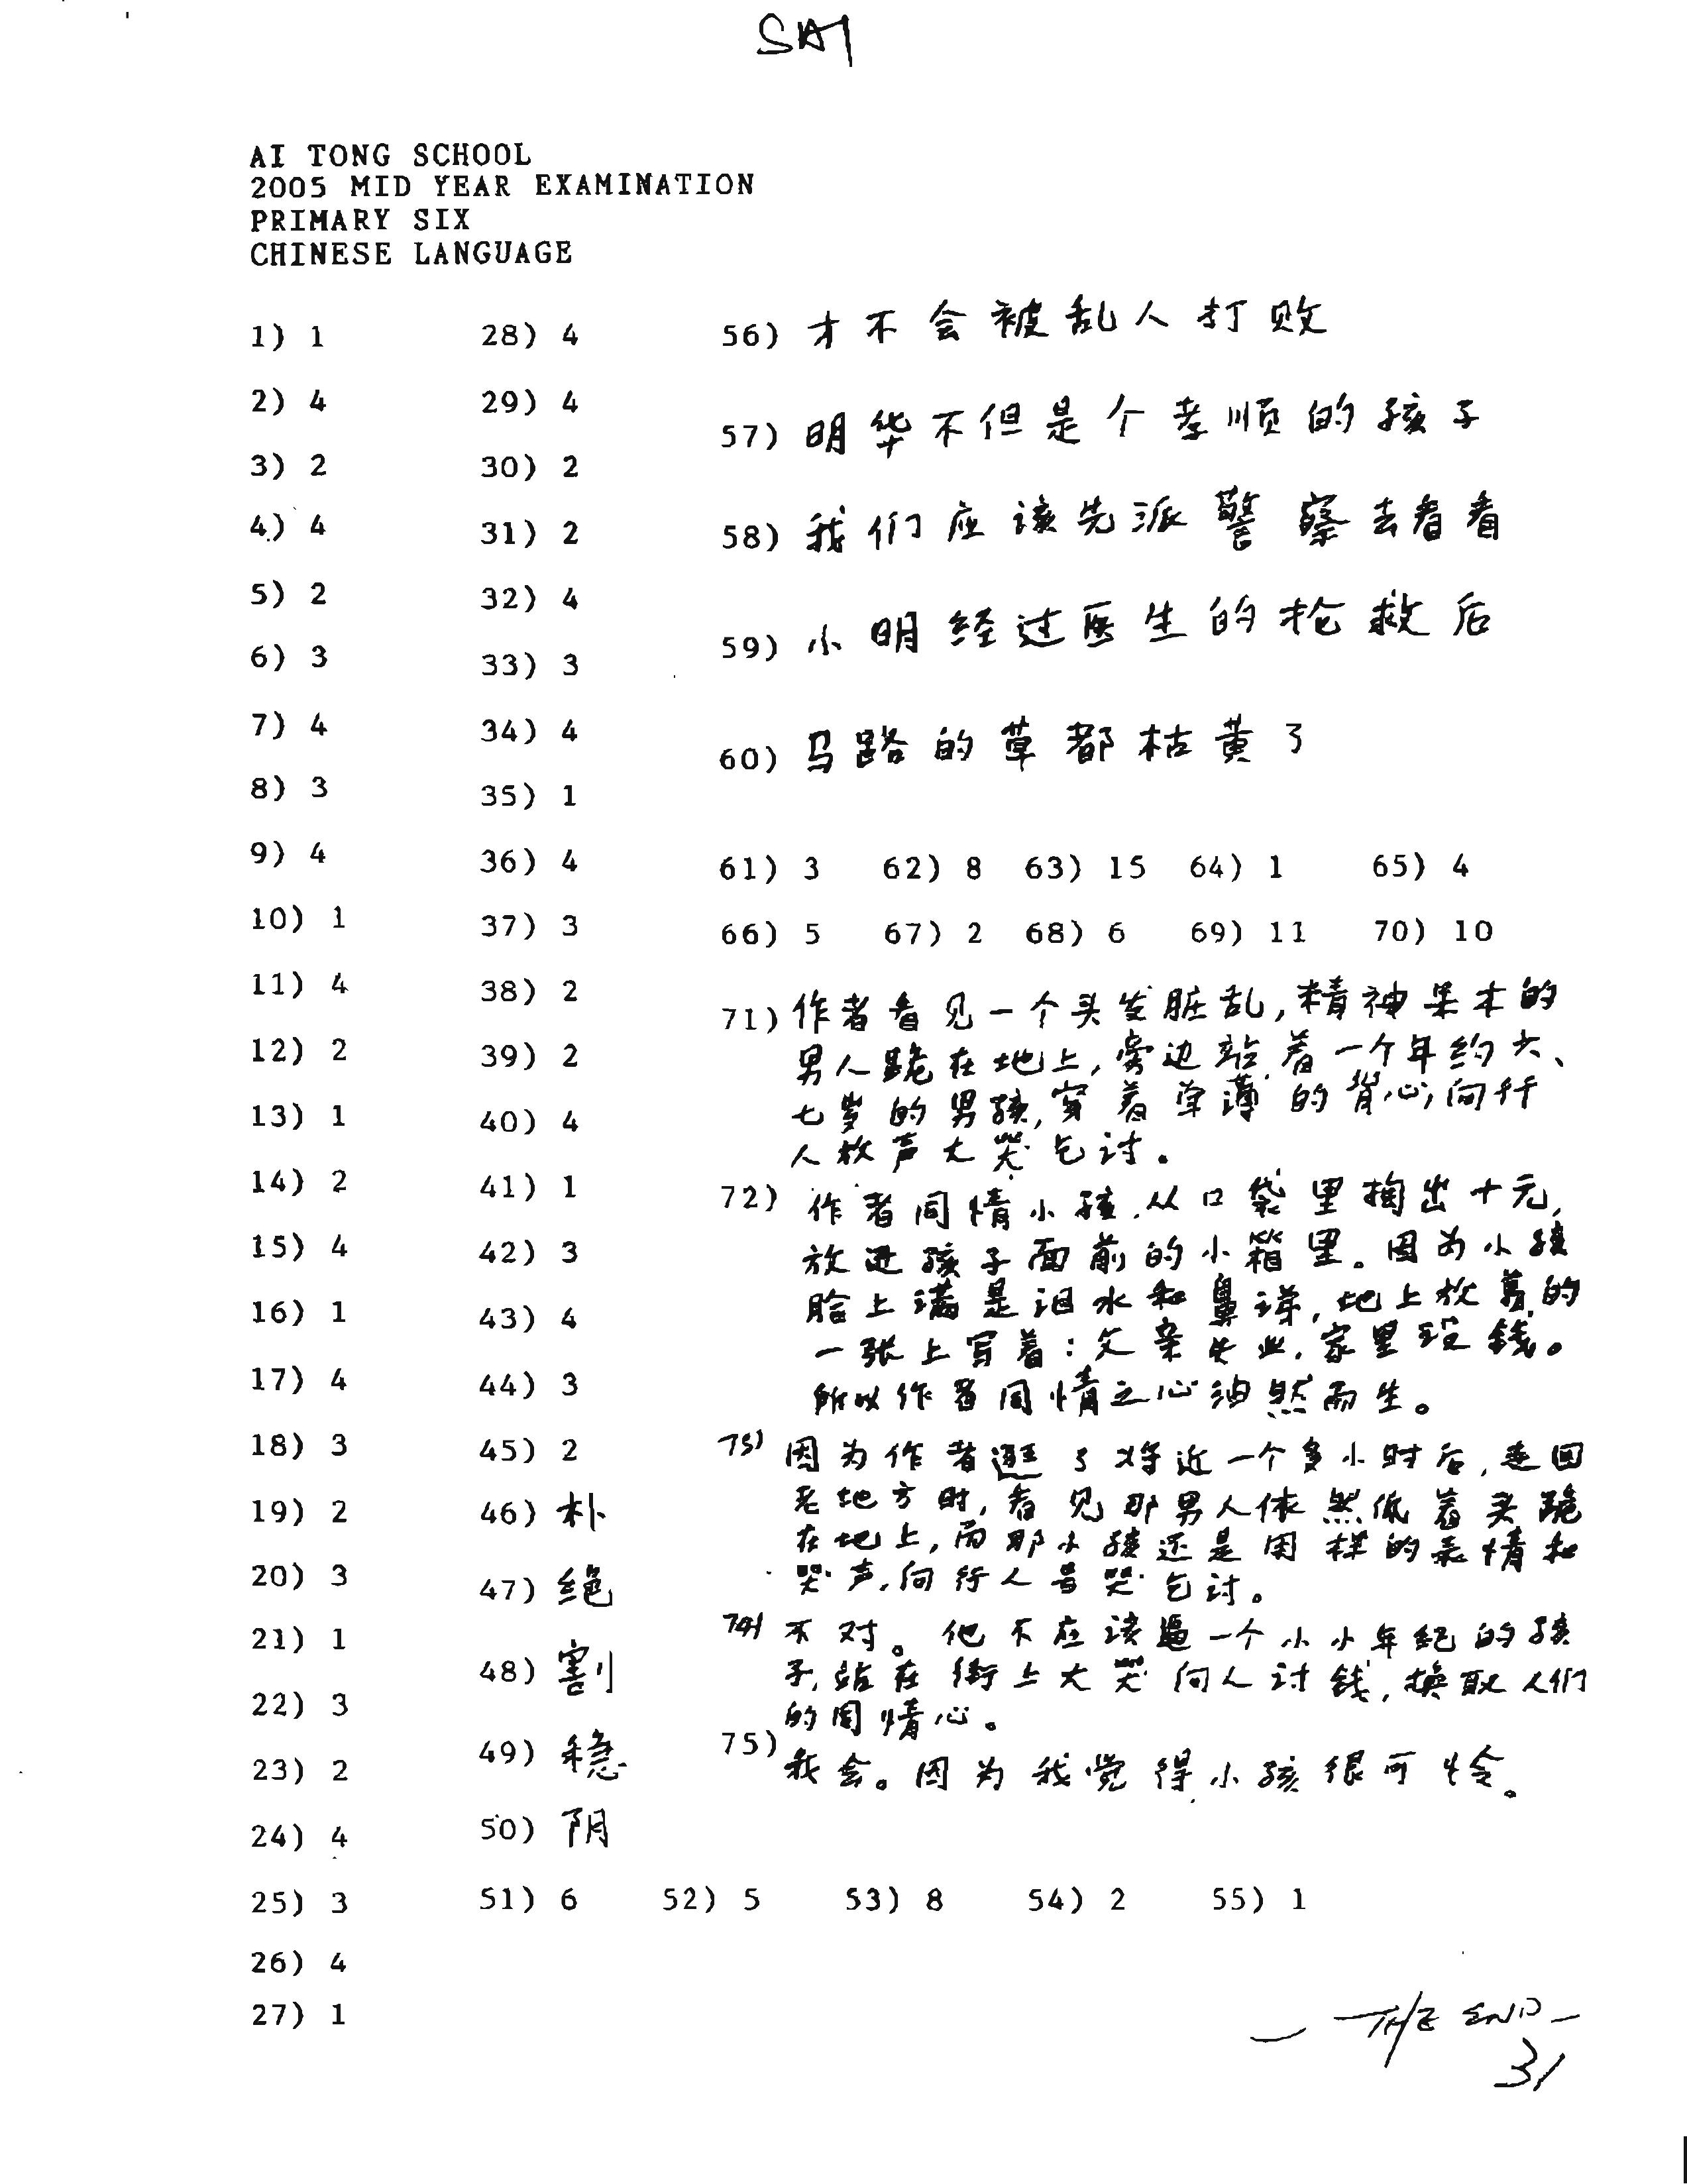 SA1
AI TONG SCHOOL
2005 MID YEAR EXAMINATION
PRIMARY SIX
CHINESE LANGUAGE
1) 1
2) 4
3) 2
4) 4
5) 2
6) 3
7) 4
8) 3
9) 4
10) 1
11) 4
12) 2
13) 1
14) 2
15) 4
16) 1
17) 4
18) 3
19) 2
20) 3
21) 1
22) 3
23) 2
24) 4
25) 3
26) 4
27) 1
28) 4
29) 4
30) 2
31) 2
32) 4
33) 3
34) 4
35) 1
36) 4
37) 3
38) 2
39) 2
40) 4
41) 1
42) 3
43) 4
44) 3
45) 2
46) 朴
47) 绝
48) 割
49) 稳
50) 阴
51) 6 52) 5 53) 8 54) 2 55) 1
56) 才不会被乱人打败
57) 明华不但是个孝顺的孩子
58) 我们应该先派警察去看看
59) 小明经过医生的抢救后
60) 马路的草都枯黄了
61) 3 62) 8 63) 15 64) 1 65) 4
66) 5 67) 2 68) 6 69) 11 70) 10
71) 作者看见一个头发脏乱,精神呆木的
男人跪在地上,旁边站着一个年约六、
七岁的男孩,穿着单薄的背心,向行
人放声大哭乞讨。
72) 作者同情小孩.从口袋里掏出十元,
放进孩子面前的小箱里。因为小孩
脸上满是泪水和鼻涕,地上放着的
一张上写着:父亲失业.家里没钱。
所以作者同情之心油然而生。
73) 因为作者逛了将近一个多小时后,走回
老地方时,看见那男人依然低着头跪
在地上,而那小孩还是同样的表情和
哭声,向行人号哭乞讨。
74) 不对。他不应该逼一个小小年纪的孩
子,站在街上大哭向人讨钱,换取人们
的同情心。
75) 我会。因为我觉得小孩很可怜。
— THE END —
31